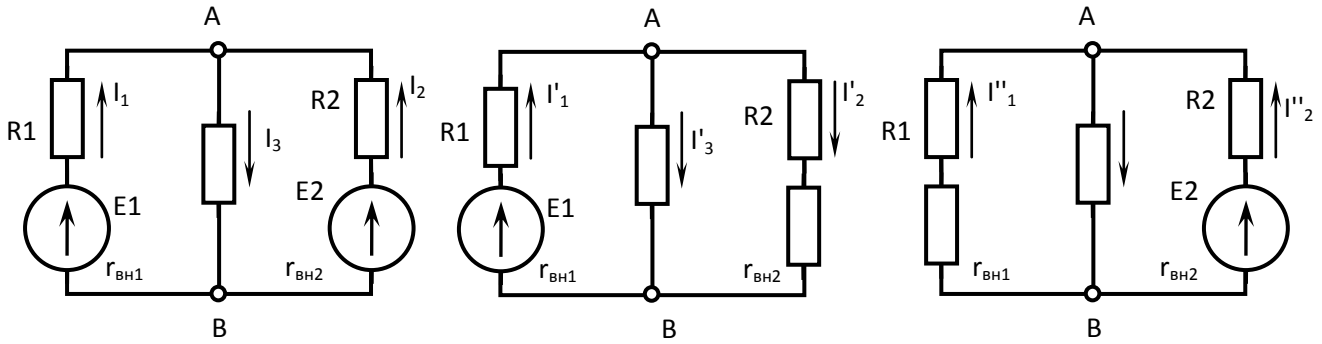 A
I₁
R1
I₃
R2
I₂
E1
E2
rвн1
rвн2
B
A
I'₁
R1
I'₃
R2
I'₂
E1
rвн1
rвн2
B
A
I''₁
R1
R2
I''₂
E2
rвн1
rвн2
B